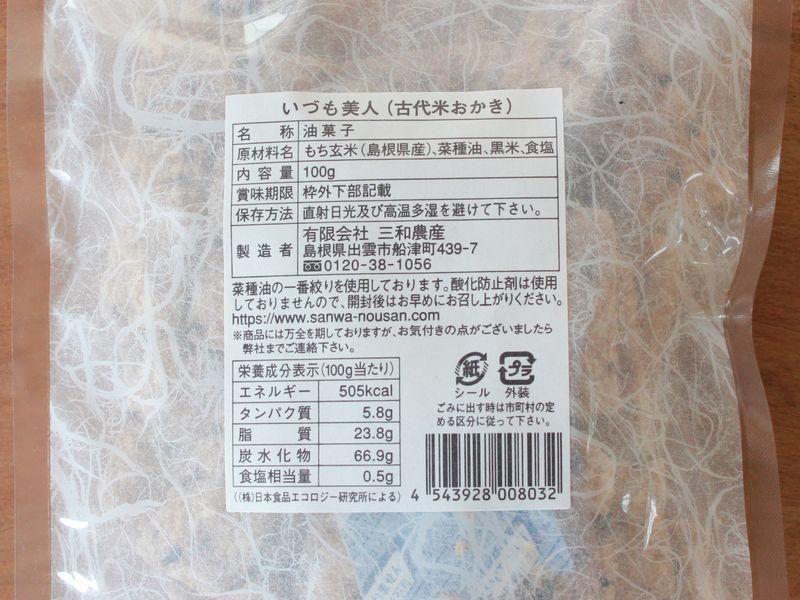 いづも美人（古代米おかき）
名称 油菓子
原材料名 もち玄米（島根県産）、菜種油、黒米、食塩
内容量 100g
賞味期限 枠外下部記載
保存方法 直射日光及び高温多湿を避けて下さい。
製造者 有限会社 三和農産
島根県出雲市船津町439-7
0120-38-1056
菜種油の一番絞りを使用しております。酸化防止剤は使用
しておりませんので、開封後はお早めにお召し上がりください。
https://www.sanwa-nousan.com
※商品には万全を期しておりますが、お気付きの点がございましたら
弊社までご連絡下さい。
栄養成分表示（100g当たり）
エネルギー 505kcal
タンパク質 5.8g
脂質 23.8g
炭水化物 66.9g
食塩相当量 0.5g
（(株)日本食品エコロジー研究所による）
紙 プラ
シール 外装
ごみに出す時は市町村の定
める区分に従って下さい。
4 543928 008032